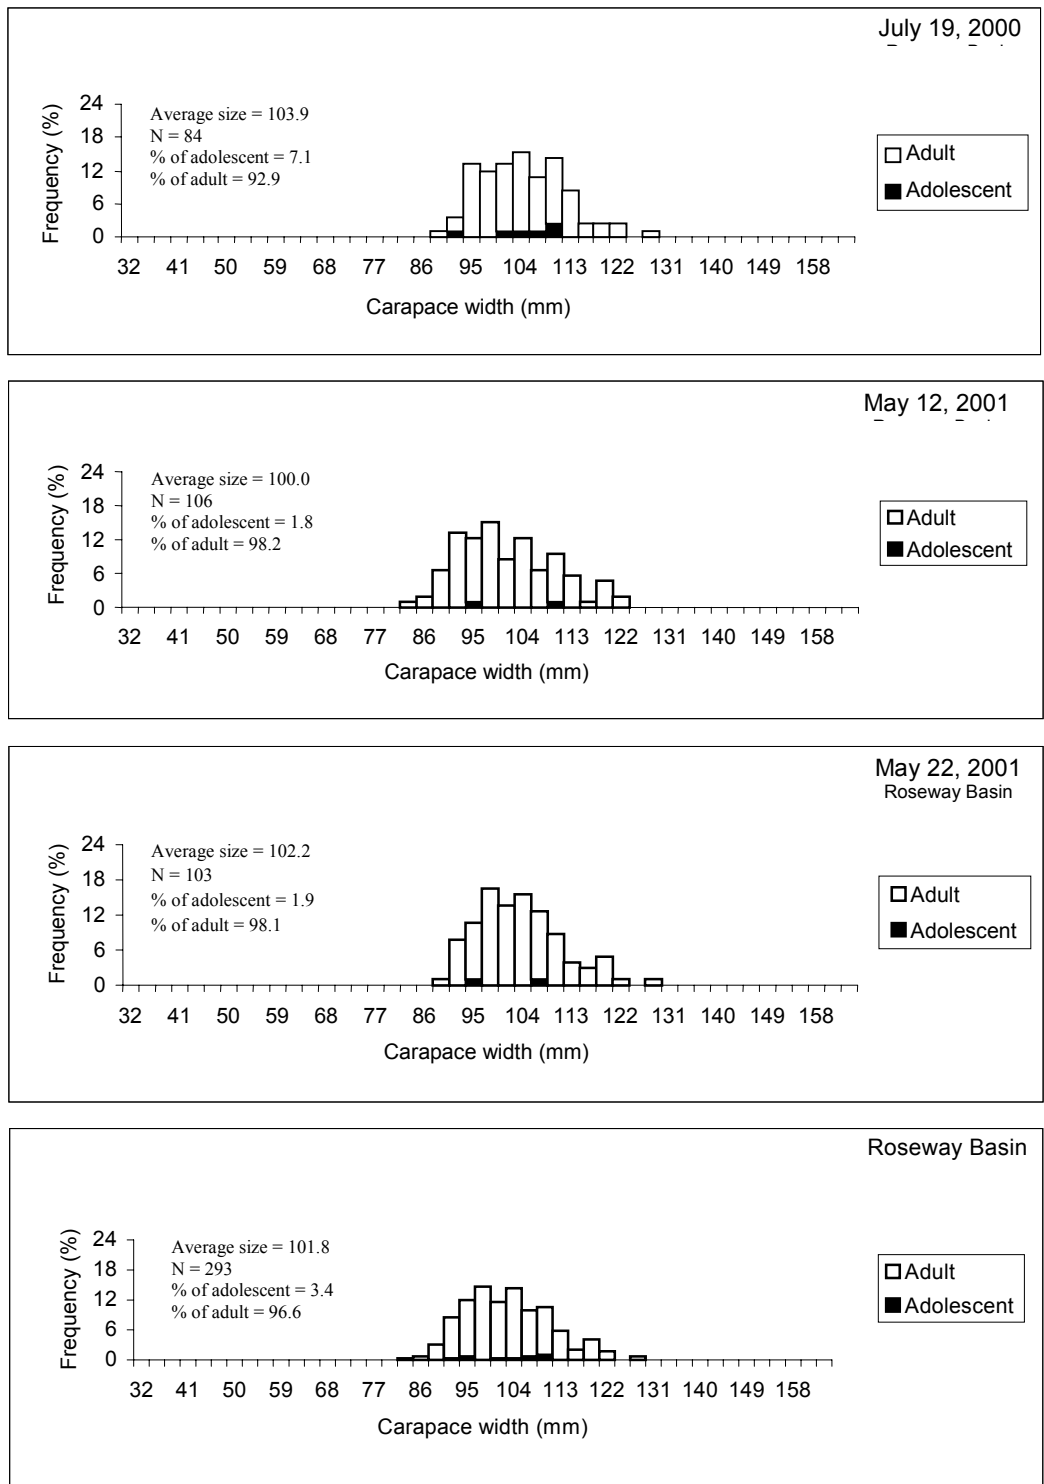 July 19, 2000
24
18
12
6
0
Frequency (%)
Average size = 103.9
N = 84
% of adolescent = 7.1
% of adult = 92.9
Adult
Adolescent
32 41 50 59 68 77 86 95 104 113 122 131 140 149 158
Carapace width (mm)
May 12, 2001
24
18
12
6
0
Frequency (%)
Average size = 100.0
N = 106
% of adolescent = 1.8
% of adult = 98.2
Adult
Adolescent
32 41 50 59 68 77 86 95 104 113 122 131 140 149 158
Carapace width (mm)
May 22, 2001
Roseway Basin
24
18
12
6
0
Frequency (%)
Average size = 102.2
N = 103
% of adolescent = 1.9
% of adult = 98.1
Adult
Adolescent
32 41 50 59 68 77 86 95 104 113 122 131 140 149 158
Carapace width (mm)
Roseway Basin
24
18
12
6
0
Frequency (%)
Average size = 101.8
N = 293
% of adolescent = 3.4
% of adult = 96.6
Adult
Adolescent
32 41 50 59 68 77 86 95 104 113 122 131 140 149 158
Carapace width (mm)